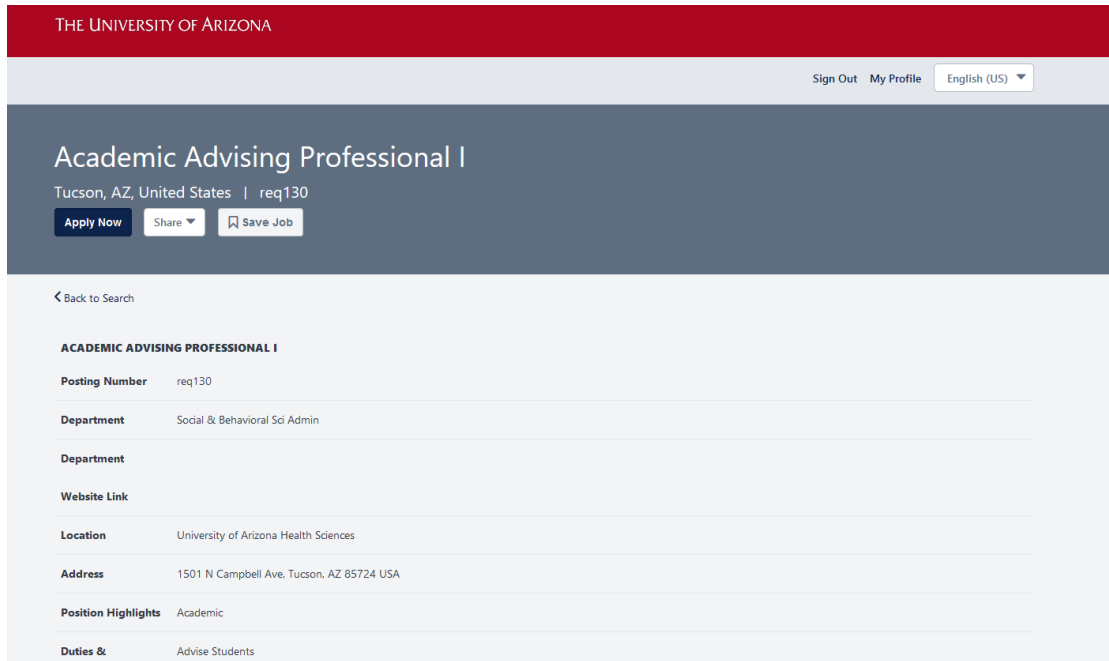 THE UNIVERSITY OF ARIZONA
Sign Out My Profile English (US)
Academic Advising Professional I
Tucson, AZ, United States | req130
Apply Now Share Save Job
Back to Search
ACADEMIC ADVISING PROFESSIONAL I
Posting Number req130
Department Social & Behavioral Sci Admin
Department
Website Link
Location University of Arizona Health Sciences
Address 1501 N Campbell Ave, Tucson, AZ 85724 USA
Position Highlights Academic
Duties & Advise Students